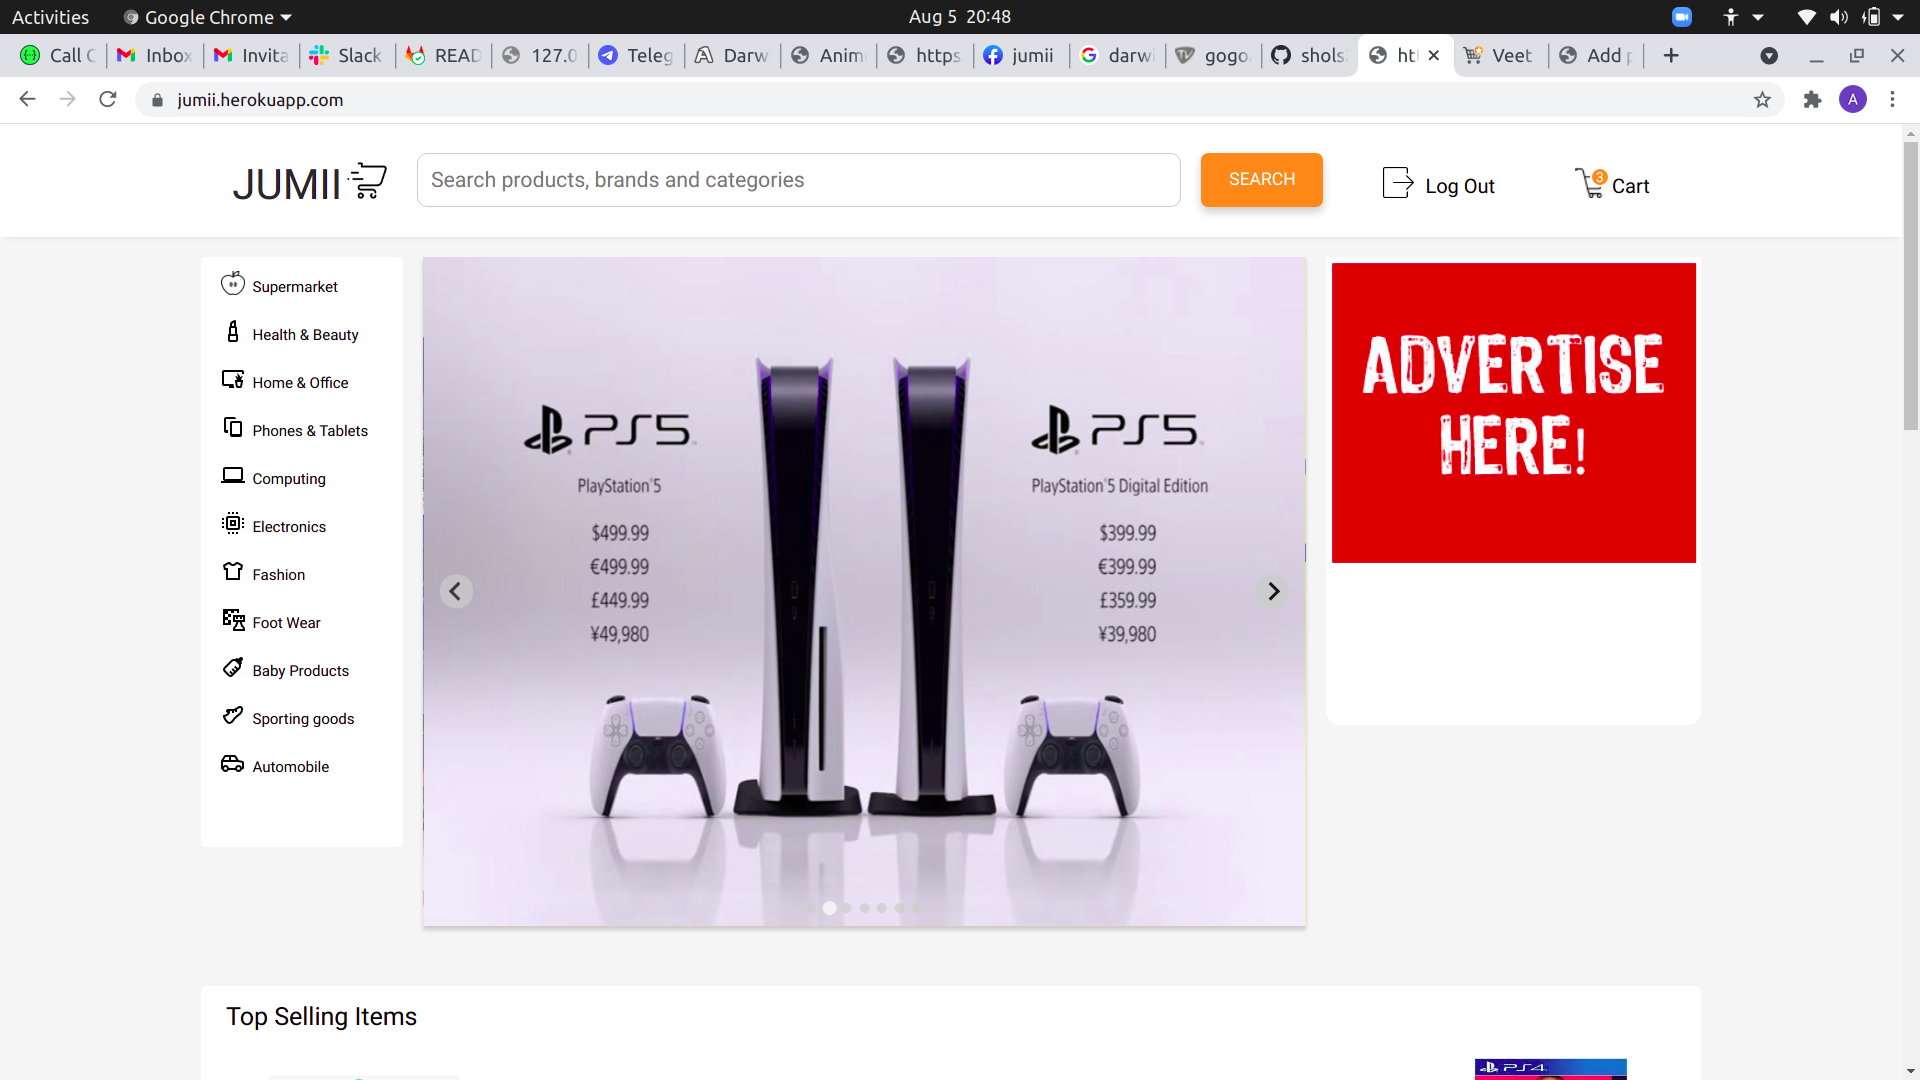 Activities
Google Chrome
Aug 5 20:48
Call C
Inbox
Invita
Slack
READ
127.0
Teleg
Darw
Anim
https
jumii
darwi
gogo
shols
ht
Veet
Add p
jumii.herokuapp.com
A
JUMII
Search products, brands and categories
SEARCH
Log Out
3
Cart
Supermarket
Health & Beauty
Home & Office
Phones & Tablets
Computing
Electronics
Fashion
Foot Wear
Baby Products
Sporting goods
Automobile
PS5
PlayStation®5
$499.99
€499.99
£449.99
¥49,980
PS5
PlayStation®5 Digital Edition
$399.99
€399.99
£359.99
¥39,980
ADVERTISE
HERE!
Top Selling Items
PS4